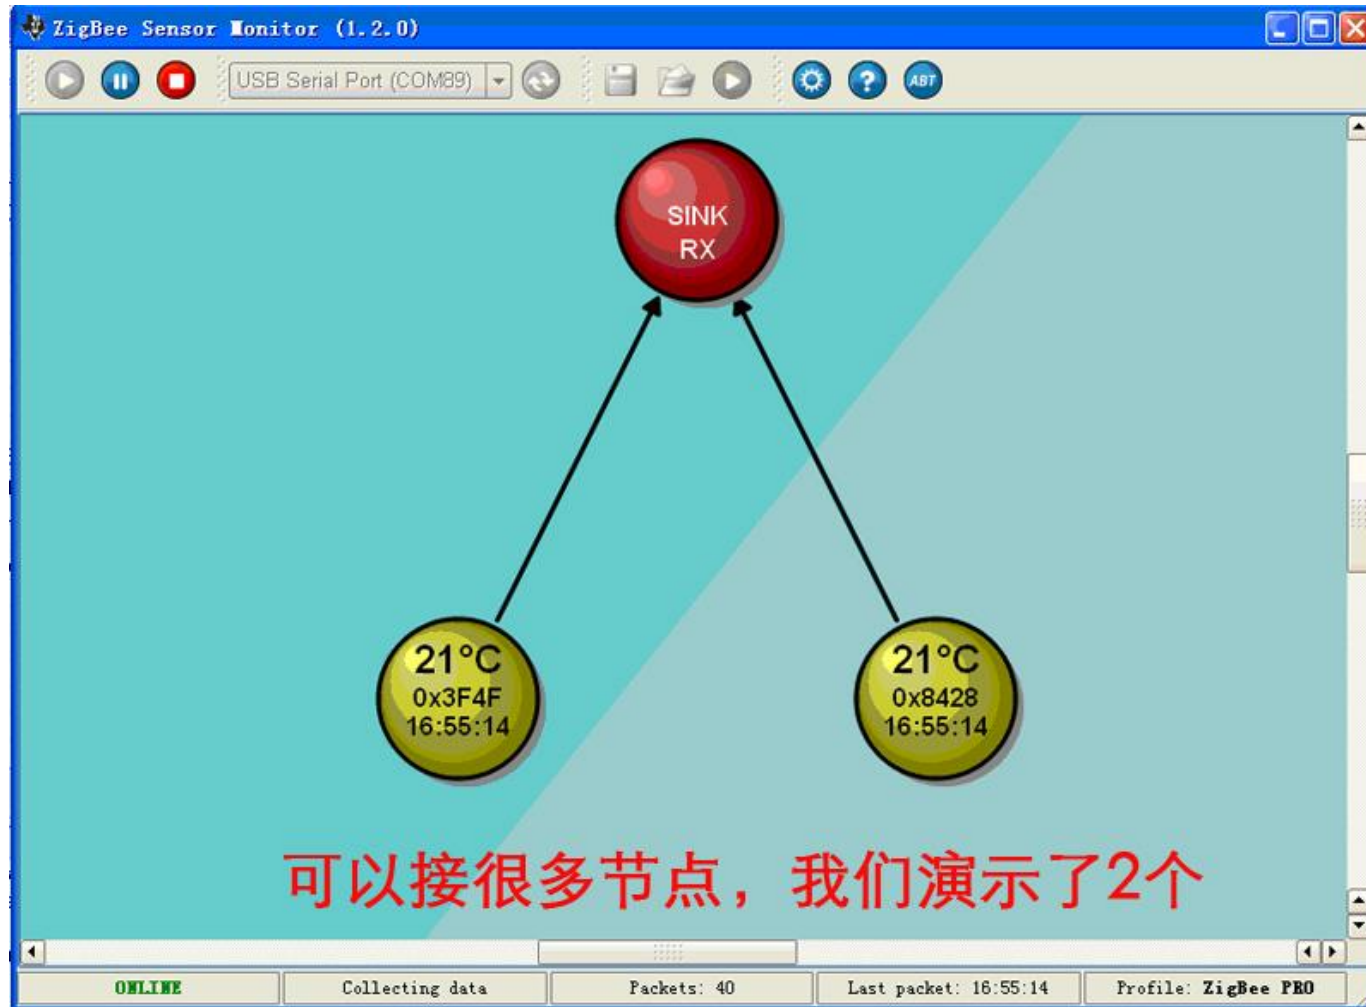 ZigBee Sensor Monitor (1.2.0)
USB Serial Port (COM89)
?
ABT
SINK
RX
21°C
0x3F4F
16:55:14
21°C
0x8428
16:55:14
可以接很多节点，我们演示了2个
ONLINE
Collecting data
Packets: 40
Last packet: 16:55:14
Profile: ZigBee PRO